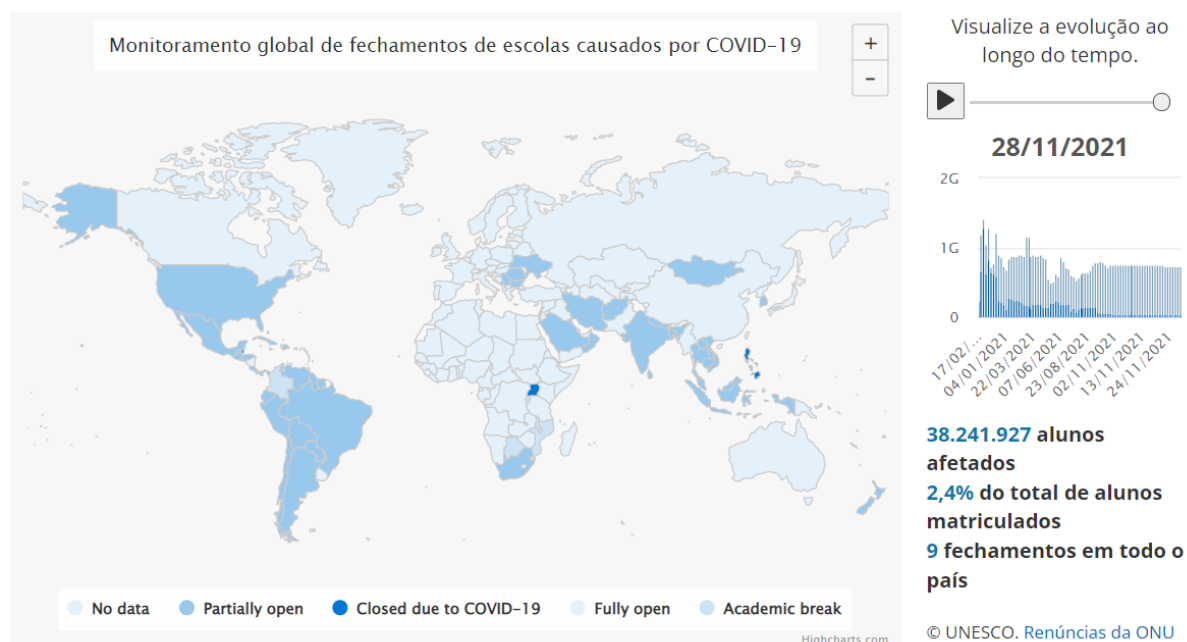 Monitoramento global de fechamentos de escolas causados por COVID-19
+
-
No data
Partially open
Closed due to COVID-19
Fully open
Academic break
Highcharts.com
Visualize a evolução ao
longo do tempo.
28/11/2021
2G
1G
0
17/02/...
04/01/2021
22/03/2021
07/06/2021
23/08/2021
02/11/2021
13/11/2021
24/11/2021
38.241.927 alunos
afetados
2,4% do total de alunos
matriculados
9 fechamentos em todo o
país
© UNESCO. Renúncias da ONU